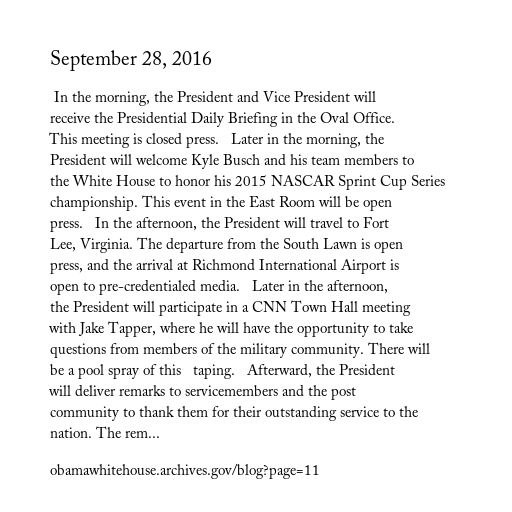 September 28, 2016
In the morning, the President and Vice President will
receive the Presidential Daily Briefing in the Oval Office.
This meeting is closed press.   Later in the morning, the
President will welcome Kyle Busch and his team members to
the White House to honor his 2015 NASCAR Sprint Cup Series
championship. This event in the East Room will be open
press.   In the afternoon, the President will travel to Fort
Lee, Virginia. The departure from the South Lawn is open
press, and the arrival at Richmond International Airport is
open to pre-credentialed media.   Later in the afternoon,
the President will participate in a CNN Town Hall meeting
with Jake Tapper, where he will have the opportunity to take
questions from members of the military community. There will
be a pool spray of this   taping.   Afterward, the President
will deliver remarks to servicemembers and the post
community to thank them for their outstanding service to the
nation. The rem...
obamawhitehouse.archives.gov/blog?page=11